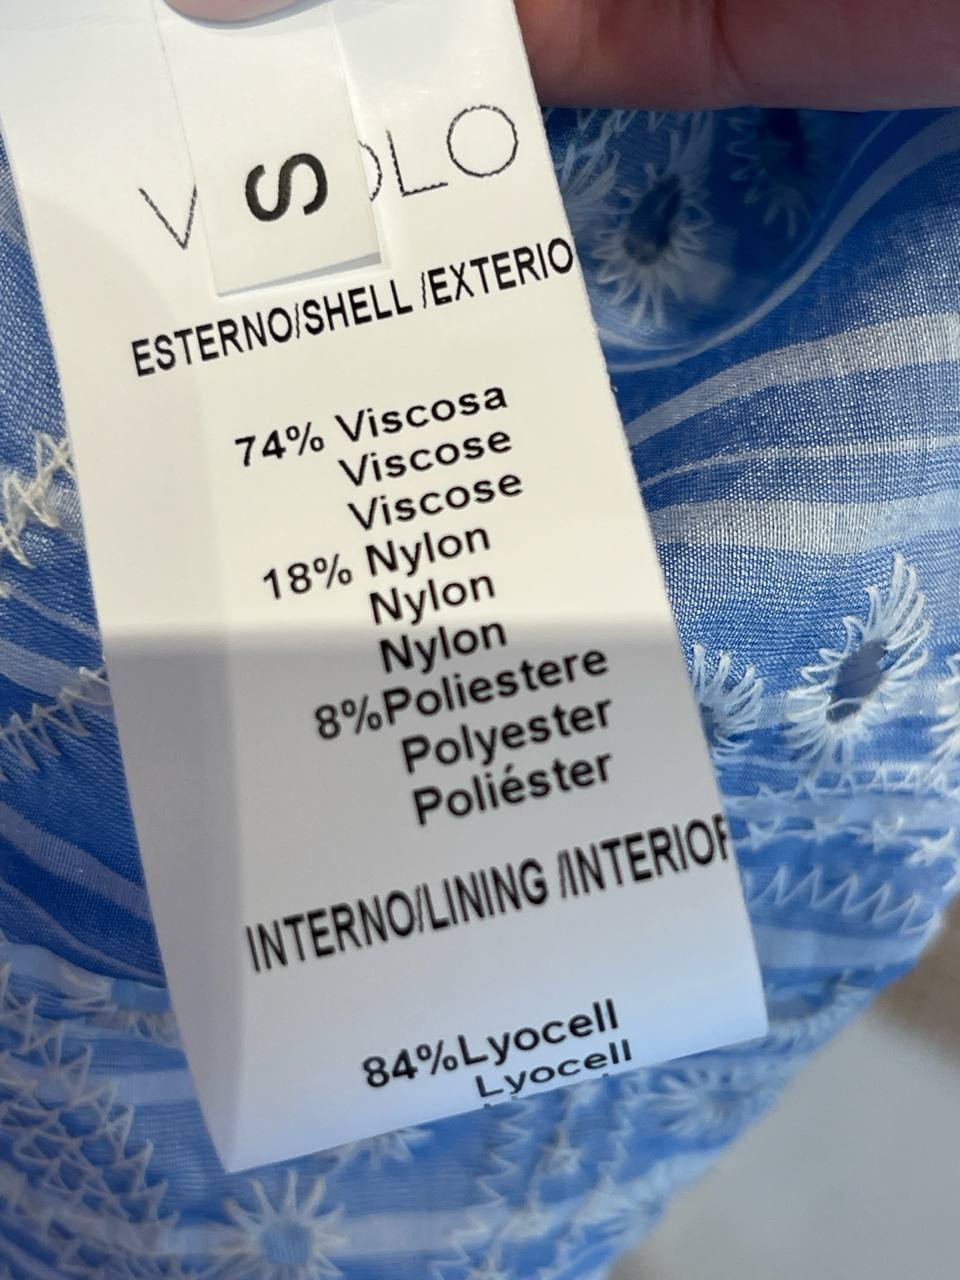 S
ESTERNO/SHELL /EXTERIO
74% Viscosa
Viscose
Viscose
18% Nylon
Nylon
Nylon
8%Poliestere
Polyester
Poliéster
INTERNO/LINING /INTERIOR
84%Lyocell
Lyocell